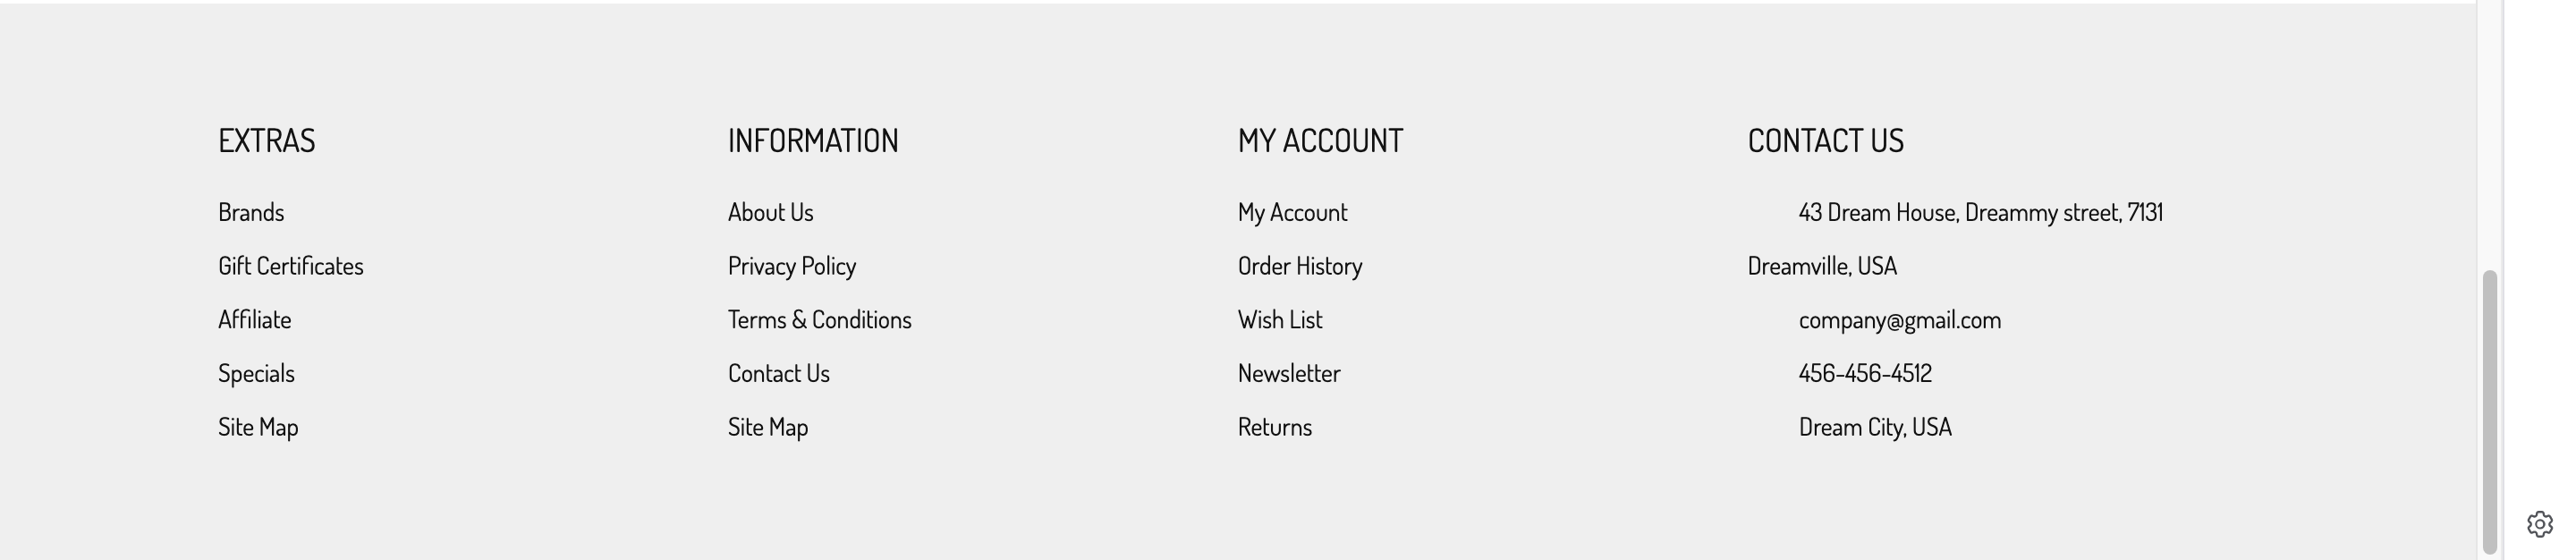 EXTRAS
Brands
Gift Certificates
Affiliate
Specials
Site Map
INFORMATION
About Us
Privacy Policy
Terms & Conditions
Contact Us
Site Map
MY ACCOUNT
My Account
Order History
Wish List
Newsletter
Returns
CONTACT US
43 Dream House, Dreammy street, 7131
Dreamville, USA
company@gmail.com
456-456-4512
Dream City, USA